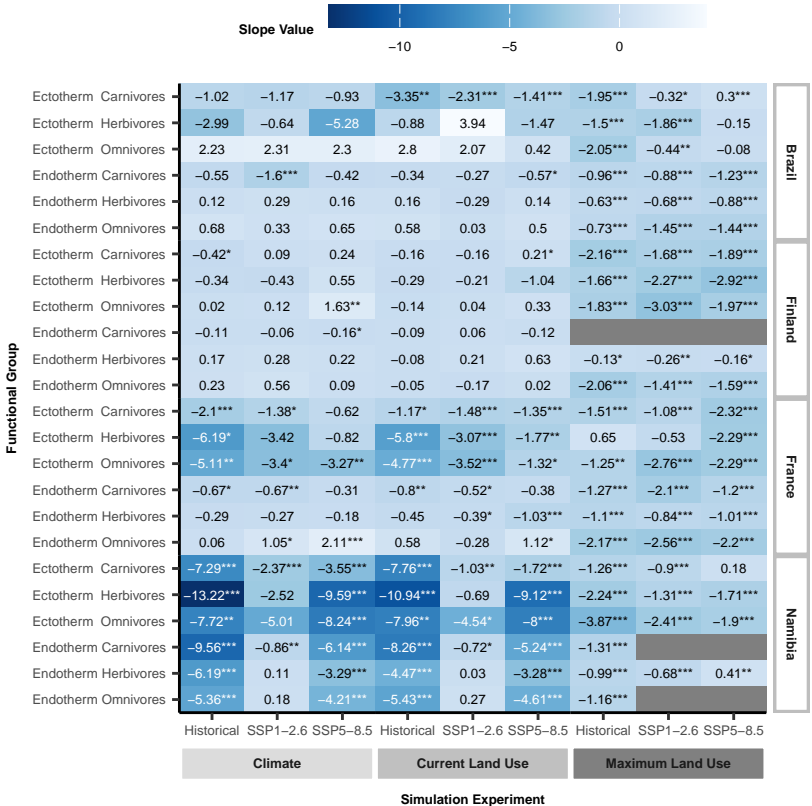 Slope Value
−10 −5 0
Ectotherm Carnivores −1.02 −1.17 −0.93 −3.35** −2.31*** −1.41*** −1.95*** −0.32* 0.3***
Ectotherm Herbivores −2.99 −0.64 −5.28 −0.88 3.94 −1.47 −1.5*** −1.86*** −0.15
Ectotherm Omnivores 2.23 2.31 2.3 2.8 2.07 0.42 −2.05*** −0.44** −0.08
Endotherm Carnivores −0.55 −1.6*** −0.42 −0.34 −0.27 −0.57* −0.96*** −0.88*** −1.23***
Endotherm Herbivores 0.12 0.29 0.16 0.16 −0.29 0.14 −0.63*** −0.68*** −0.88***
Endotherm Omnivores 0.68 0.33 0.65 0.58 0.03 0.5 −0.73*** −1.45*** −1.44***
Brazil
Ectotherm Carnivores −0.42* 0.09 0.24 −0.16 −0.16 0.21* −2.16*** −1.68*** −1.89***
Ectotherm Herbivores −0.34 −0.43 0.55 −0.29 −0.21 −1.04 −1.66*** −2.27*** −2.92***
Ectotherm Omnivores 0.02 0.12 1.63** −0.14 0.04 0.33 −1.83*** −3.03*** −1.97***
Endotherm Carnivores −0.11 −0.06 −0.16* −0.09 0.06 −0.12
Endotherm Herbivores 0.17 0.28 0.22 −0.08 0.21 0.63 −0.13* −0.26** −0.16*
Endotherm Omnivores 0.23 0.56 0.09 −0.05 −0.17 0.02 −2.06*** −1.41*** −1.59***
Finland
Ectotherm Carnivores −2.1*** −1.38* −0.62 −1.17* −1.48*** −1.35*** −1.51*** −1.08*** −2.32***
Ectotherm Herbivores −6.19* −3.42 −0.82 −5.8*** −3.07*** −1.77** 0.65 −0.53 −2.29***
Ectotherm Omnivores −5.11** −3.4* −3.27** −4.77*** −3.52*** −1.32* −1.25** −2.76*** −2.29***
Endotherm Carnivores −0.67* −0.67** −0.31 −0.8** −0.52* −0.38 −1.27*** −2.1*** −1.2***
Endotherm Herbivores −0.29 −0.27 −0.18 −0.45 −0.39* −1.03*** −1.1*** −0.84*** −1.01***
Endotherm Omnivores 0.06 1.05* 2.11*** 0.58 −0.28 1.12* −2.17*** −2.56*** −2.2***
France
Ectotherm Carnivores −7.29*** −2.37*** −3.55*** −7.76*** −1.03** −1.72*** −1.26*** −0.9*** 0.18
Ectotherm Herbivores −13.22*** −2.52 −9.59*** −10.94*** −0.69 −9.12*** −2.24*** −1.31*** −1.71***
Ectotherm Omnivores −7.72** −5.01 −8.24*** −7.96** −4.54* −8*** −3.87*** −2.41*** −1.9***
Endotherm Carnivores −9.56*** −0.86** −6.14*** −8.26*** −0.72* −5.24*** −1.31***
Endotherm Herbivores −6.19*** 0.11 −3.29*** −4.47*** 0.03 −3.28*** −0.99*** −0.68*** 0.41**
Endotherm Omnivores −5.36*** 0.18 −4.21*** −5.43*** 0.27 −4.61*** −1.16***
Namibia
Functional Group
Historical SSP1−2.6 SSP5−8.5 Historical SSP1−2.6 SSP5−8.5 Historical SSP1−2.6 SSP5−8.5
Climate Current Land Use Maximum Land Use
Simulation Experiment